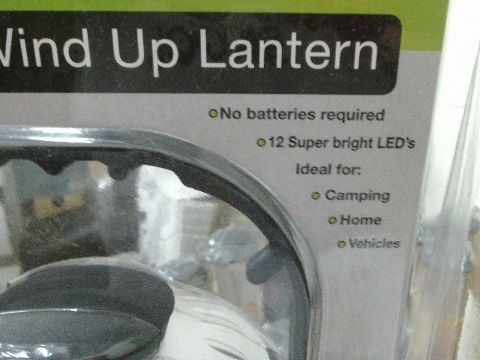 Wind Up Lantern
No batteries required
12 Super bright LED's
Ideal for:
Camping
Home
Vehicles